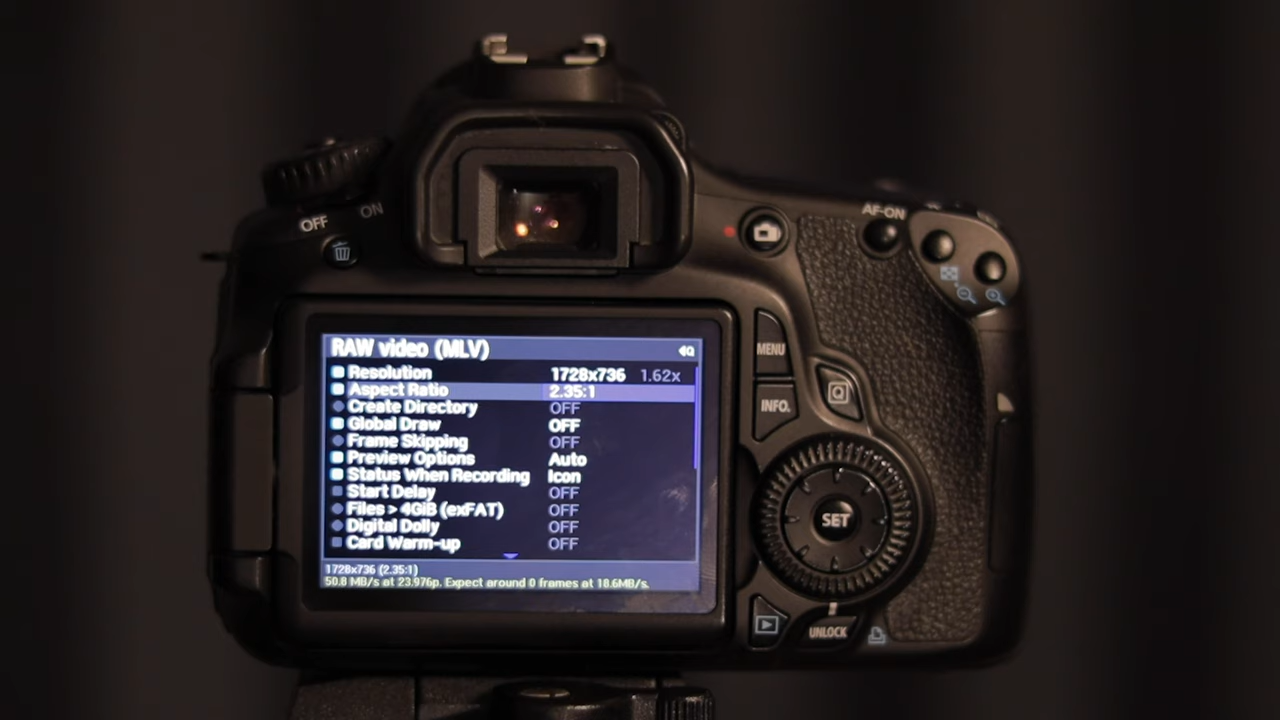 OFF
ON
AF-ON
RAW video (MLV)
Q
Resolution 1728x736 1.62x
Aspect Ratio 2.35:1
Create Directory OFF
Global Draw OFF
Frame Skipping OFF
Preview Options Auto
Status When Recording Icon
Start Delay OFF
Files > 4GiB (exFAT) OFF
Digital Dolly OFF
Card Warm-up OFF
1728x736 (2.35:1)
50.8 MB/s at 23.976p. Expect around 0 frames at 18.6MB/s.
MENU
Q
INFO.
SET
UNLOCK